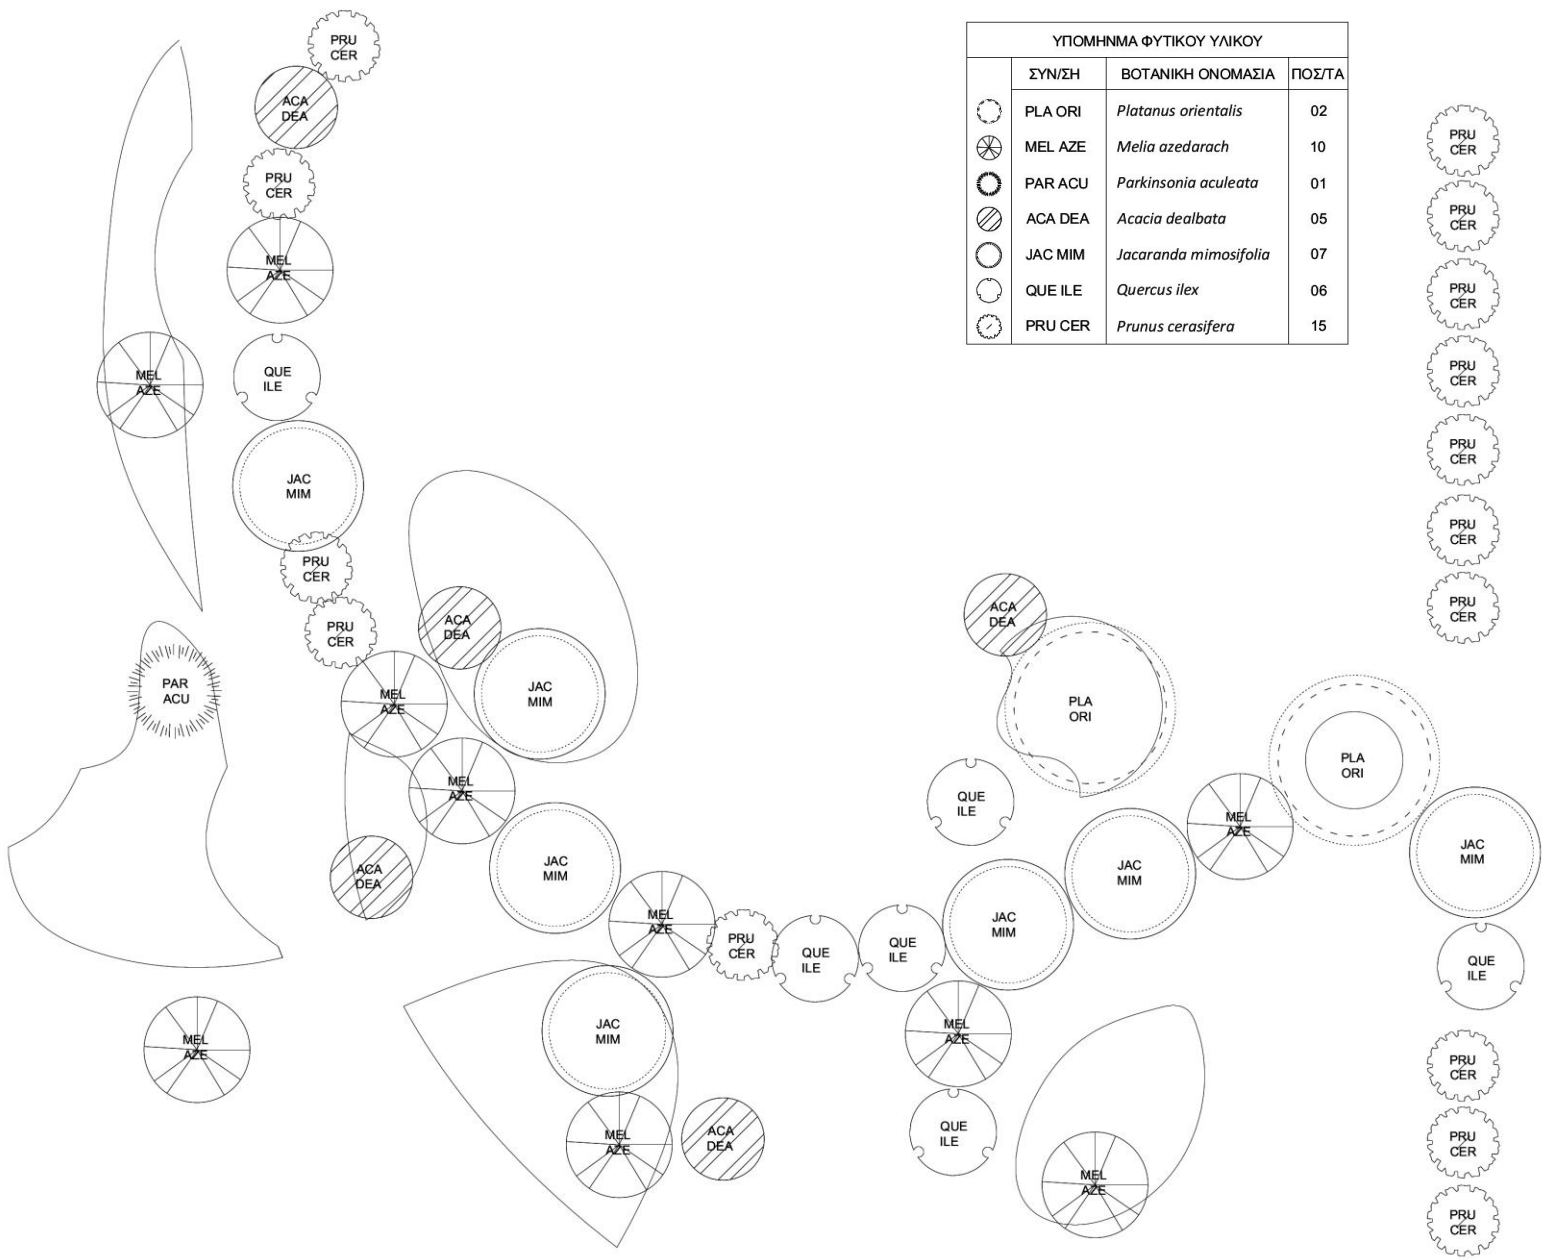 ΥΠΟΜΗΝΜΑ ΦΥΤΙΚΟΥ ΥΛΙΚΟΥ
ΣΥΝ/ΣΗ ΒΟΤΑΝΙΚΗ ΟΝΟΜΑΣΙΑ ΠΟΣ/ΤΑ
PLA ORI Platanus orientalis 02
MEL AZE Melia azedarach 10
PAR ACU Parkinsonia aculeata 01
ACA DEA Acacia dealbata 05
JAC MIM Jacaranda mimosifolia 07
QUE ILE Quercus ilex 06
PRU CER Prunus cerasifera 15
PRU
CER
ACA
DEA
PRU
CER
MEL
AZE
MEL
AZE
QUE
ILE
JAC
MIM
PRU
CER
PRU
CER
ACA
DEA
JAC
MIM
PAR
ACU
MEL
AZE
MEL
AZE
ACA
DEA
JAC
MIM
MEL
AZE
PRU
CER
QUE
ILE
QUE
ILE
JAC
MIM
MEL
AZE
JAC
MIM
MEL
AZE
ACA
DEA
MEL
AZE
QUE
ILE
MEL
AZE
ACA
DEA
PLA
ORI
QUE
ILE
JAC
MIM
MEL
AZE
PLA
ORI
JAC
MIM
QUE
ILE
PRU
CER
PRU
CER
PRU
CER
PRU
CER
PRU
CER
PRU
CER
PRU
CER
PRU
CER
PRU
CER
PRU
CER